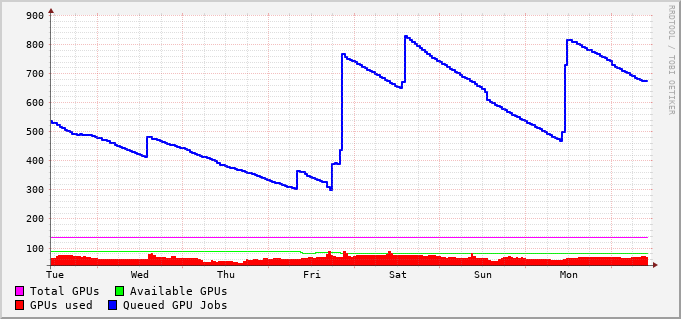 900
800
700
600
500
400
300
200
100
Tue Wed Thu Fri Sat Sun Mon
Total GPUs Available GPUs
GPUs used Queued GPU Jobs
RRDTOOL / TOBI OETIKER